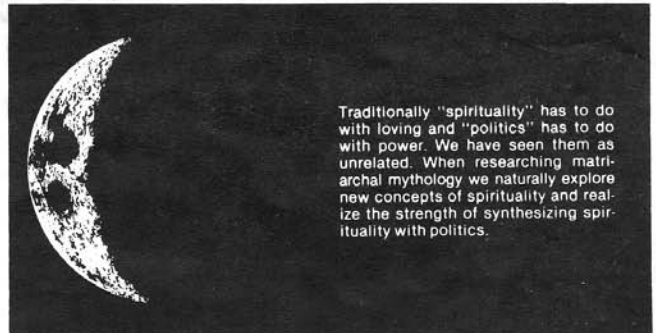 Traditionally "spirituality" has to do
with loving and "politics" has to do
with power. We have seen them as
unrelated. When researching matri-
archal mythology we naturally explore
new concepts of spirituality and real-
ize the strength of synthesizing spir-
ituality with politics.